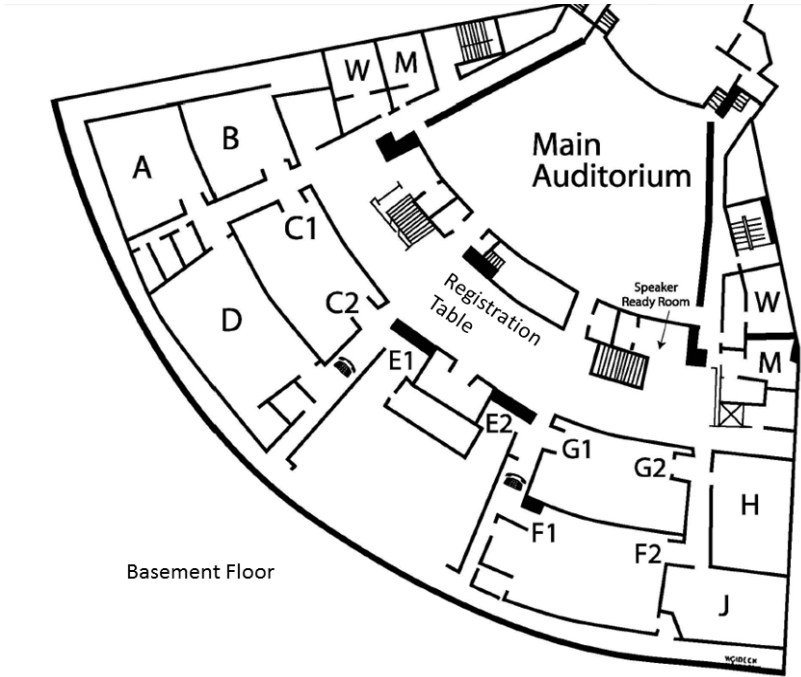 W
M
B
A
Main
Auditorium
C1
Speaker
Ready Room
W
Registration
Table
C2
D
E1
M
E2
G1
G2
H
F1
F2
Basement Floor
J